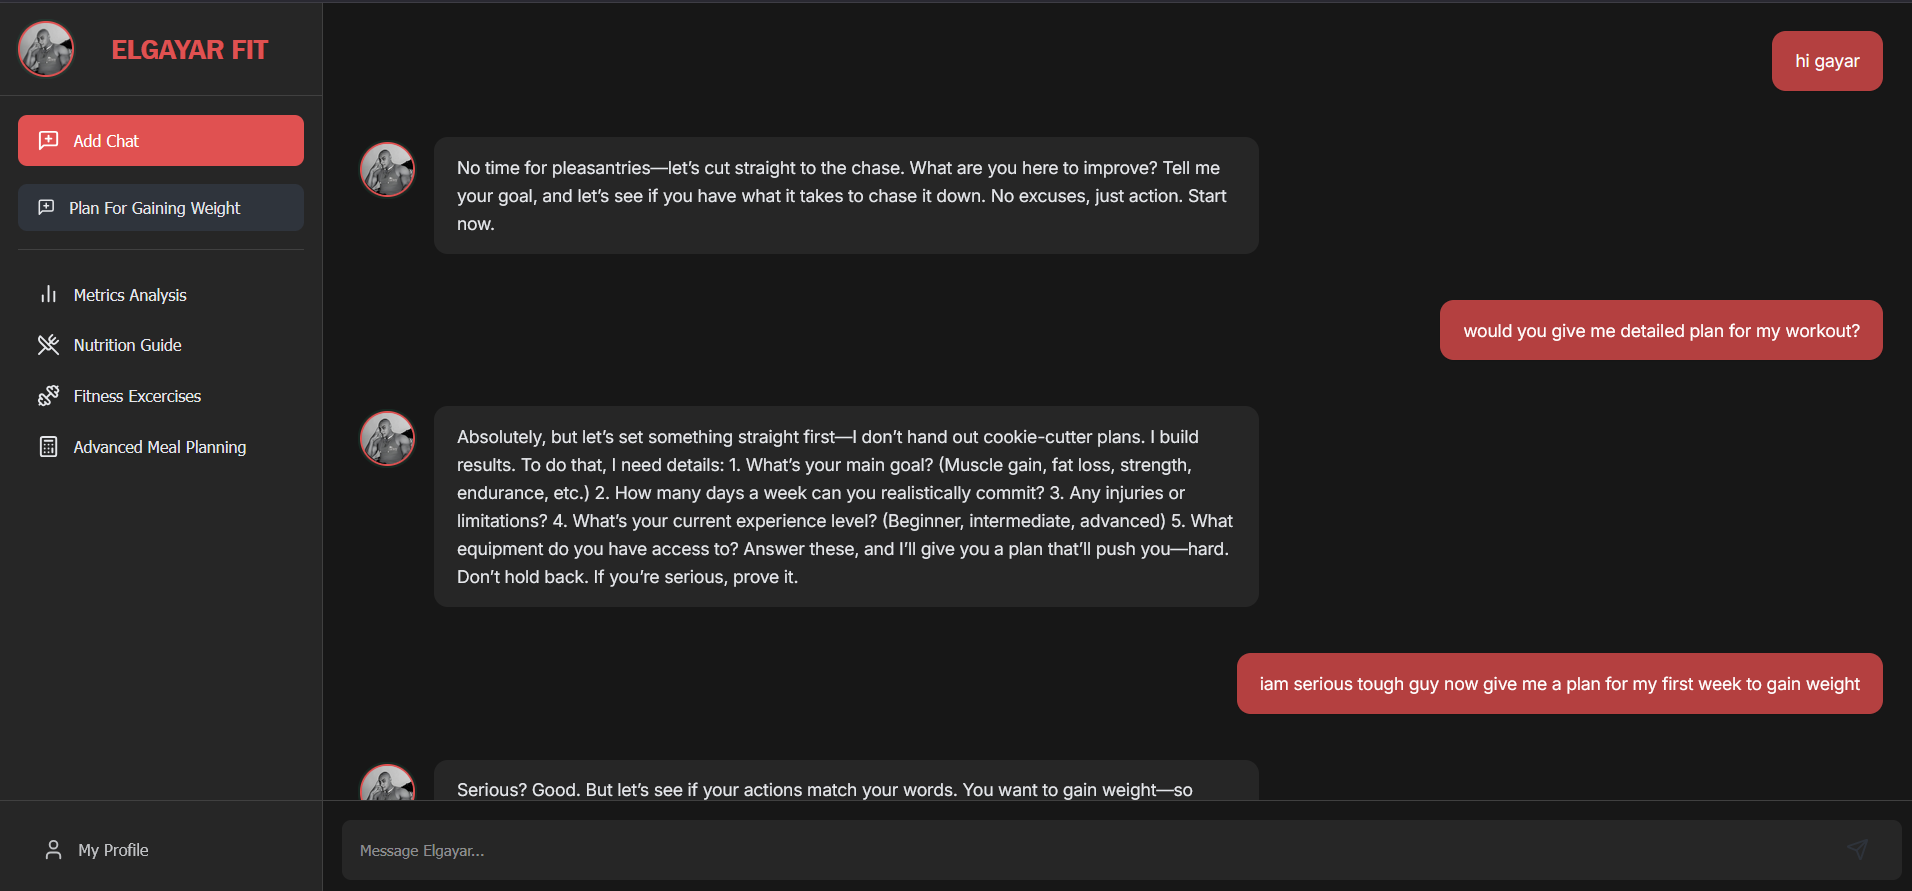 ELGAYAR FIT
Add Chat
Plan For Gaining Weight
Metrics Analysis
Nutrition Guide
Fitness Excercises
Advanced Meal Planning
My Profile
hi gayar
No time for pleasantries—let’s cut straight to the chase. What are you here to improve? Tell me
your goal, and let’s see if you have what it takes to chase it down. No excuses, just action. Start
now.
would you give me detailed plan for my workout?
Absolutely, but let’s set something straight first—I don’t hand out cookie-cutter plans. I build
results. To do that, I need details: 1. What’s your main goal? (Muscle gain, fat loss, strength,
endurance, etc.) 2. How many days a week can you realistically commit? 3. Any injuries or
limitations? 4. What’s your current experience level? (Beginner, intermediate, advanced) 5. What
equipment do you have access to? Answer these, and I’ll give you a plan that’ll push you—hard.
Don’t hold back. If you’re serious, prove it.
iam serious tough guy now give me a plan for my first week to gain weight
Serious? Good. But let’s see if your actions match your words. You want to gain weight—so
Message Elgayar...